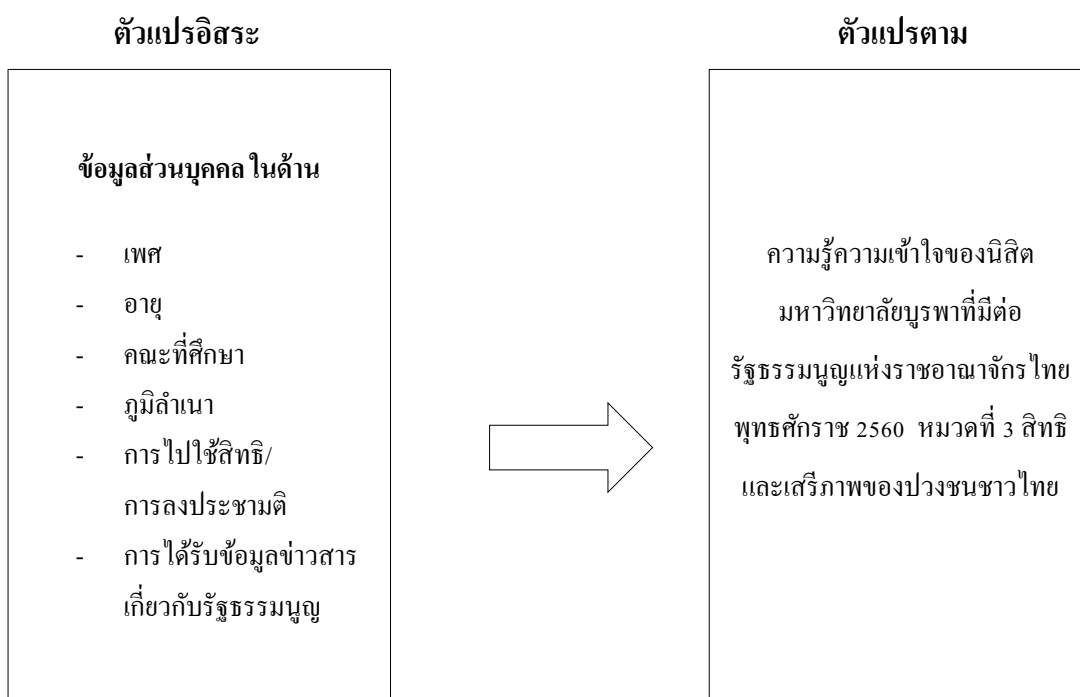 ตัวแปรอิสระ
ข้อมูลส่วนบุคคล ในด้าน
- เพศ
- อายุ
- คณะที่ศึกษา
- ภูมิลำเนา
- การไปใช้สิทธิ/
การลงประชามติ
- การได้รับข้อมูลข่าวสาร
เกี่ยวกับรัฐธรรมนูญ
ตัวแปรตาม
ความรู้ความเข้าใจของนิสิต
มหาวิทยาลัยบูรพาที่มีต่อ
รัฐธรรมนูญแห่งราชอาณาจักรไทย
พุทธศักราช 2560 หมวดที่ 3 สิทธิ
และเสรีภาพของปวงชนชาวไทย